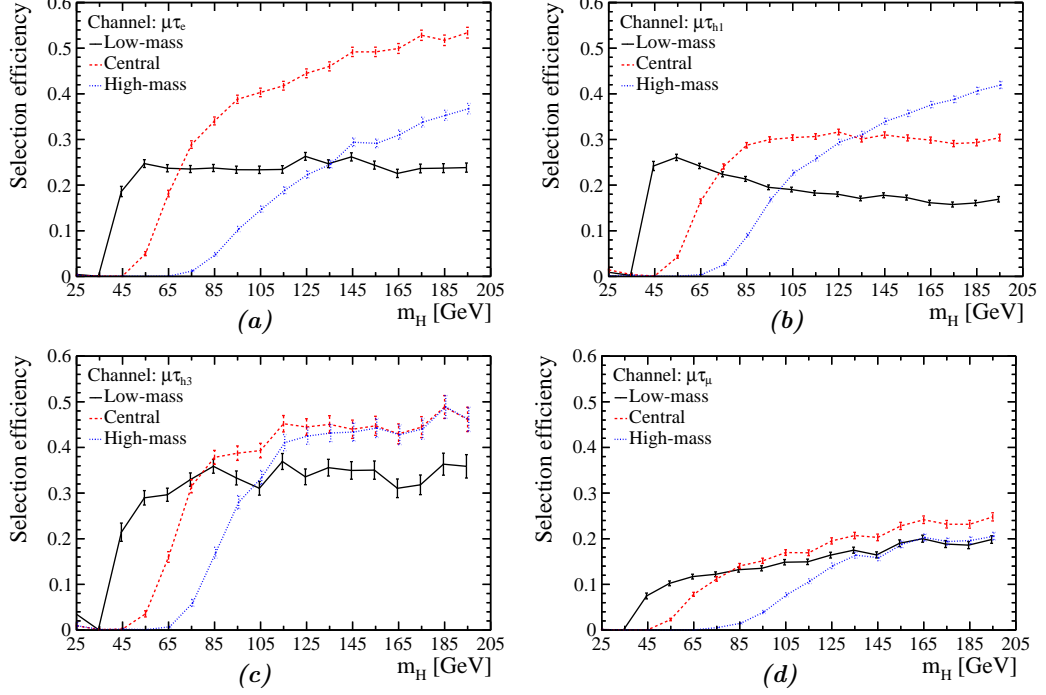 Channel: μτe
Low-mass
Central
High-mass
Selection efficiency
0.6
0.5
0.4
0.3
0.2
0.1
0
25 45 65 85 105 125 145 165 185 205
mH [GeV]
(a)
Channel: μτh1
Low-mass
Central
High-mass
Selection efficiency
0.6
0.5
0.4
0.3
0.2
0.1
0
25 45 65 85 105 125 145 165 185 205
mH [GeV]
(b)
Channel: μτh3
Low-mass
Central
High-mass
Selection efficiency
0.6
0.5
0.4
0.3
0.2
0.1
0
25 45 65 85 105 125 145 165 185 205
mH [GeV]
(c)
Channel: μτμ
Low-mass
Central
High-mass
Selection efficiency
0.6
0.5
0.4
0.3
0.2
0.1
0
25 45 65 85 105 125 145 165 185 205
mH [GeV]
(d)